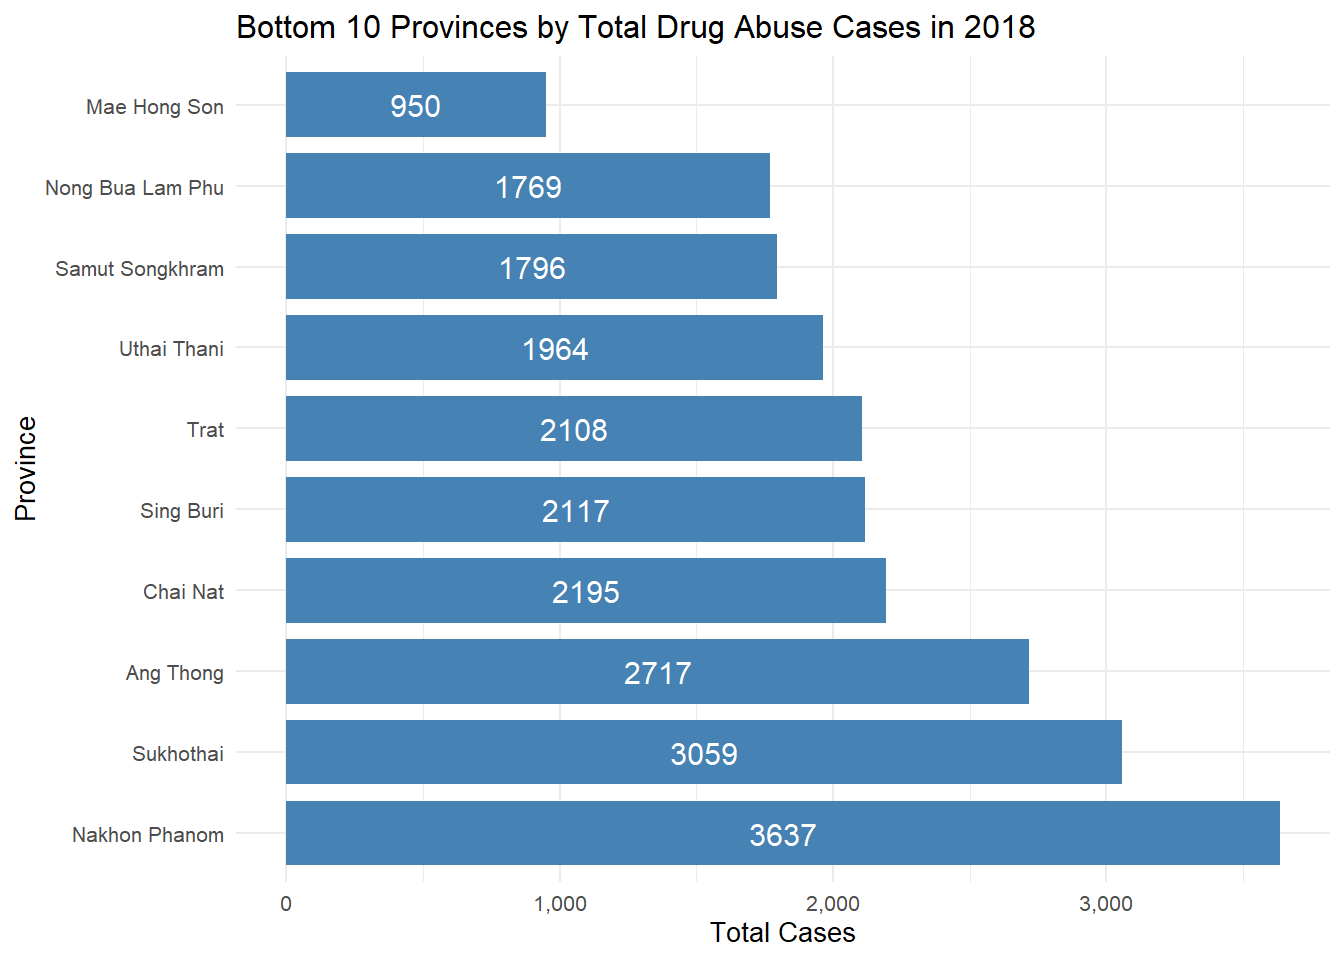 Bottom 10 Provinces by Total Drug Abuse Cases in 2018
Province
Mae Hong Son 950
Nong Bua Lam Phu 1769
Samut Songkhram 1796
Uthai Thani 1964
Trat 2108
Sing Buri 2117
Chai Nat 2195
Ang Thong 2717
Sukhothai 3059
Nakhon Phanom 3637
0 1,000 2,000 3,000
Total Cases